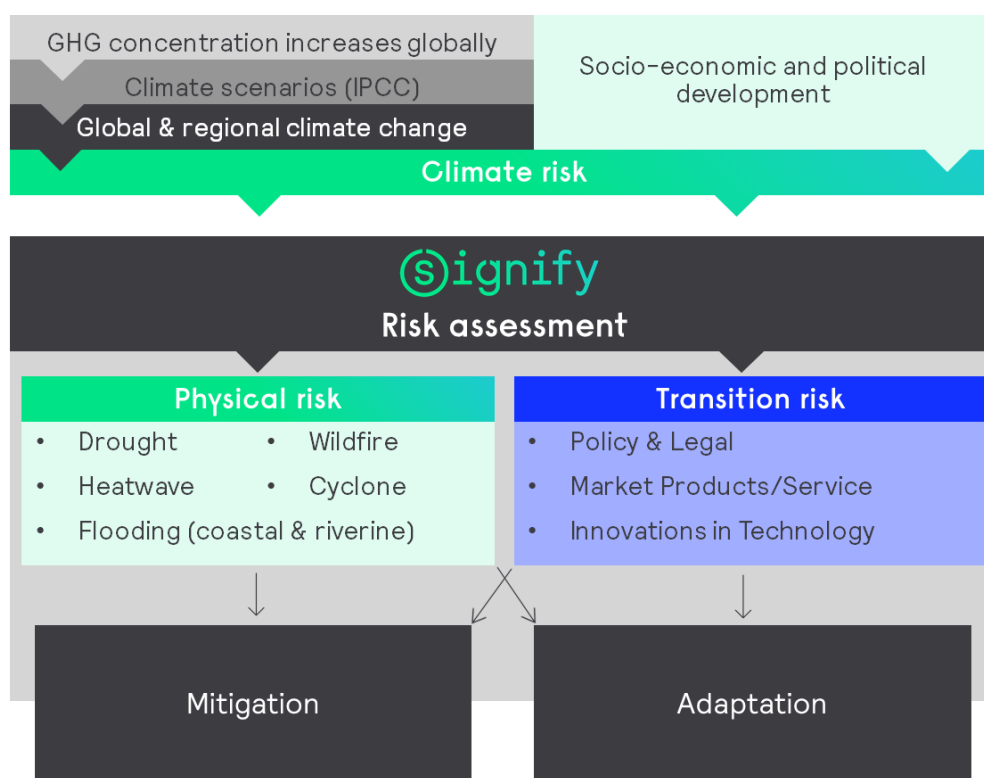 GHG concentration increases globally
Climate scenarios (IPCC)
Global & regional climate change
Socio-economic and political
development
Climate risk
signify
Risk assessment
Physical risk
• Drought
• Wildfire
• Heatwave
• Cyclone
• Flooding (coastal & riverine)
Transition risk
• Policy & Legal
• Market Products/Service
• Innovations in Technology
Mitigation
Adaptation